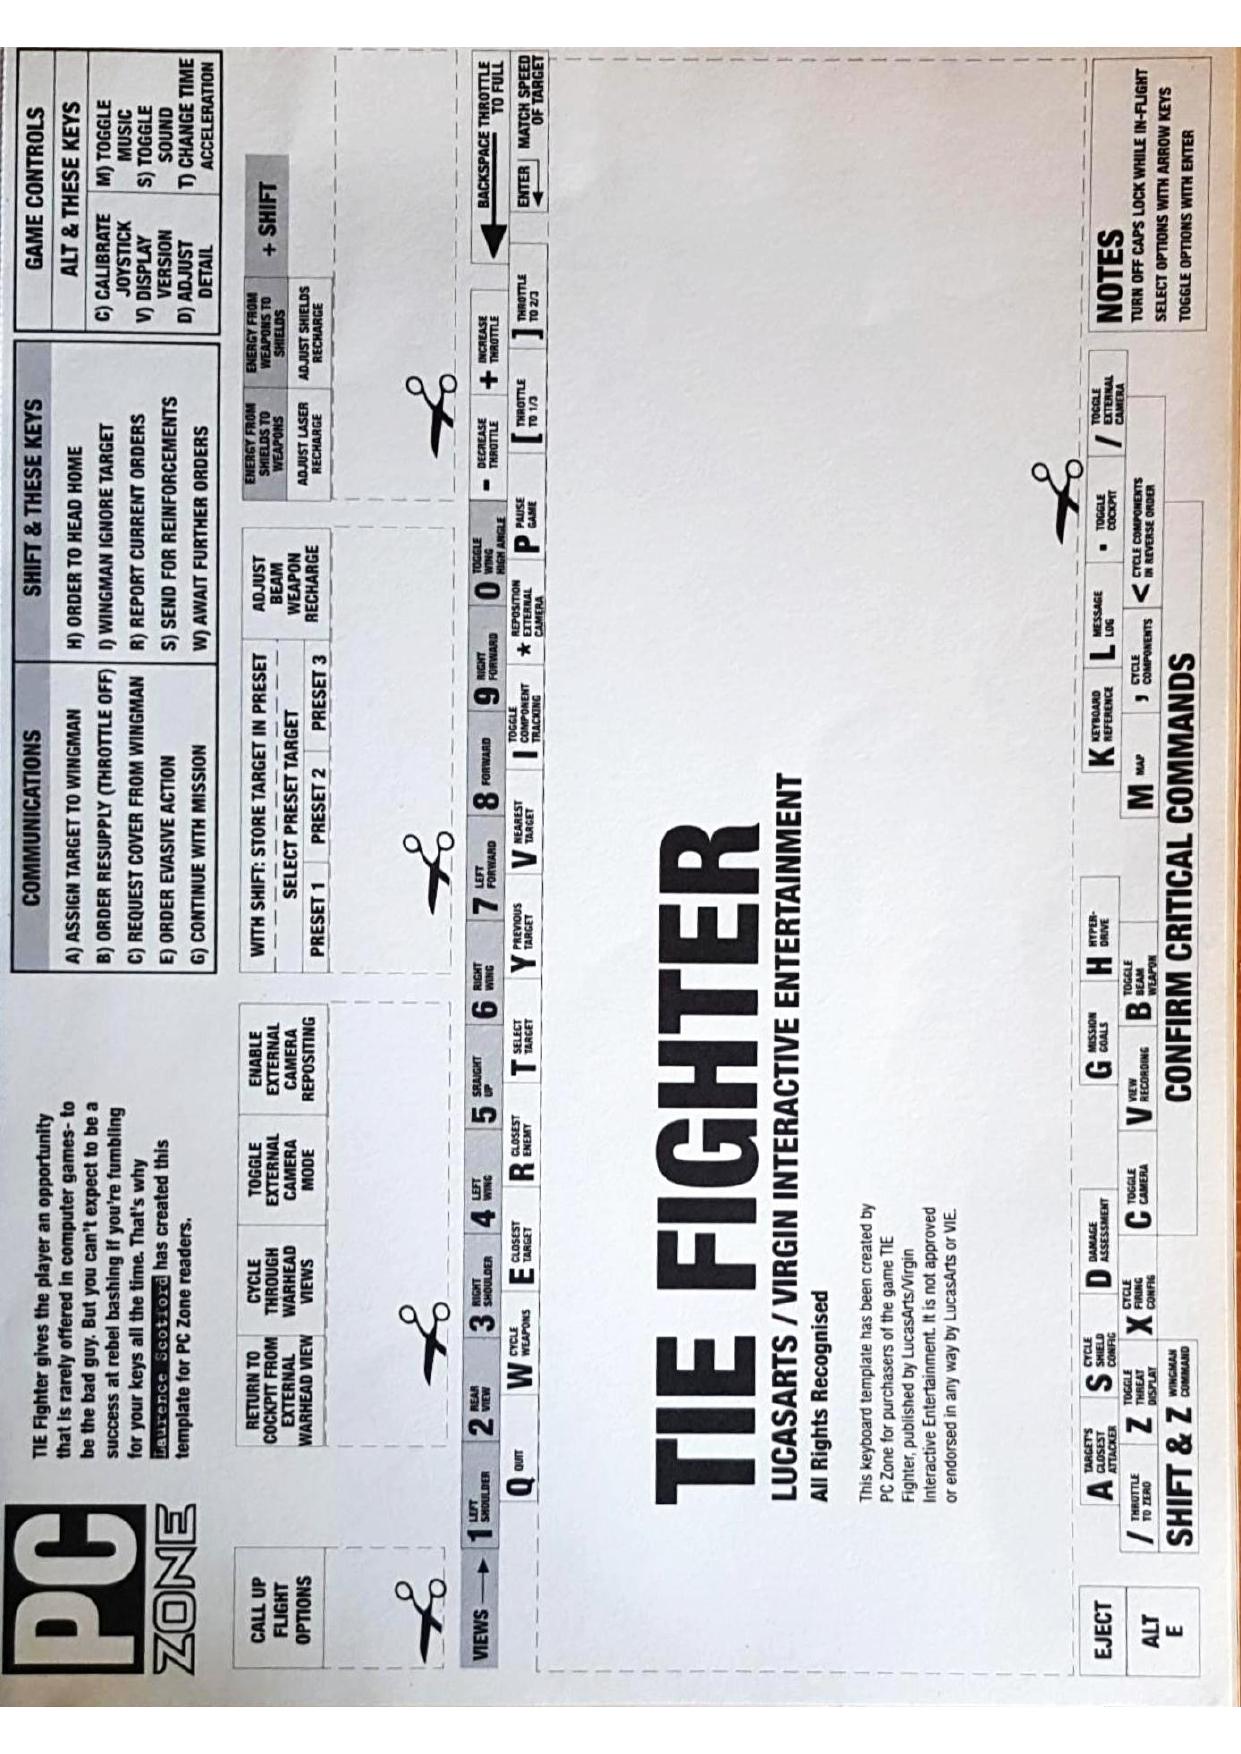 PC
ZONE
TIE Fighter gives the player an opportunity
that is rarely offered in computer games- to
be the bad guy. But you can't expect to be a
success at rebel bashing if you're fumbling
for your keys all the time. That's why
Laurence Scotford has created this
template for PC Zone readers.
COMMUNICATIONS
A) ASSIGN TARGET TO WINGMAN
B) ORDER RESUPPLY (THROTTLE OFF)
C) REQUEST COVER FROM WINGMAN
E) ORDER EVASIVE ACTION
G) CONTINUE WITH MISSION
SHIFT & THESE KEYS
H) ORDER TO HEAD HOME
I) WINGMAN IGNORE TARGET
R) REPORT CURRENT ORDERS
S) SEND FOR REINFORCEMENTS
W) AWAIT FURTHER ORDERS
GAME CONTROLS
ALT & THESE KEYS
C) CALIBRATE
JOYSTICK
V) DISPLAY
VERSION
D) ADJUST
DETAIL
M) TOGGLE
MUSIC
S) TOGGLE
SOUND
T) CHANGE TIME
ACCELERATION
CALL UP
FLIGHT
OPTIONS
RETURN TO
COCKPIT FROM
EXTERNAL
WARHEAD VIEW
CYCLE
THROUGH
WARHEAD
VIEWS
TOGGLE
EXTERNAL
CAMERA
MODE
ENABLE
EXTERNAL
CAMERA
REPOSITING
WITH SHIFT: STORE TARGET IN PRESET
SELECT PRESET TARGET
PRESET 1 PRESET 2 PRESET 3
ADJUST
BEAM
WEAPON
RECHARGE
ENERGY FROM
SHIELDS TO
WEAPONS
ENERGY FROM
WEAPONS TO
SHIELDS
+ SHIFT
ADJUST LASER
RECHARGE
ADJUST SHIELDS
RECHARGE
VIEWS
1 LEFT
SHOULDER
2 REAR
VIEW
3 RIGHT
SHOULDER
4 LEFT
WING
5 SRAIGHT
UP
6 RIGHT
WING
7 LEFT
FORWARD
8 FORWARD
9 RIGHT
FORWARD
0 TOGGLE
WING
HIGH ANGLE
- DECREASE
THROTTLE
+ INCREASE
THROTTLE
BACKSPACE THROTTLE
TO FULL
Q QUIT
W CYCLE
WEAPONS
E CLOSEST
TARGET
R CLOSEST
ENEMY
T SELECT
TARGET
Y PREVIOUS
TARGET
V NEAREST
TARGET
I TOGGLE
COMPONENT
TRACKING
* REPOSITION
EXTERNAL
CAMERA
P PAUSE
GAME
[ THROTTLE
TO 1/3
] THROTTLE
TO 2/3
ENTER MATCH SPEED
OF TARGET
TIE FIGHTER
LUCASARTS / VIRGIN INTERACTIVE ENTERTAINMENT
All Rights Recognised
This keyboard template has been created by
PC Zone for purchasers of the game TIE
Fighter, published by LucasArts/Virgin
Interactive Entertainment. It is not approved
or endorsed in any way by LucasArts or VIE.
EJECT
ALT
E
A TARGET'S
CLOSEST
ATTACKER
S CYCLE
SHIELD
CONFIG
D DAMAGE
ASSESSMENT
G MISSION
GOALS
H HYPER-
DRIVE
K KEYBOARD
REFERENCE
L MESSAGE
LOG
. TOGGLE
COCKPIT
/ TOGGLE
EXTERNAL
CAMERA
/ THROTTLE
TO ZERO
Z TOGGLE
THREAT
DISPLAY
X CYCLE
FIRING
CONFIG
C TOGGLE
CAMERA
V VIEW
RECORDING
B TOGGLE
BEAM
WEAPON
M MAP
, CYCLE
COMPONENTS
< CYCLE COMPONENTS
IN REVERSE ORDER
SHIFT & Z WINGMAN
COMMAND
CONFIRM CRITICAL COMMANDS
NOTES
TURN OFF CAPS LOCK WHILE IN-FLIGHT
SELECT OPTIONS WITH ARROW KEYS
TOGGLE OPTIONS WITH ENTER